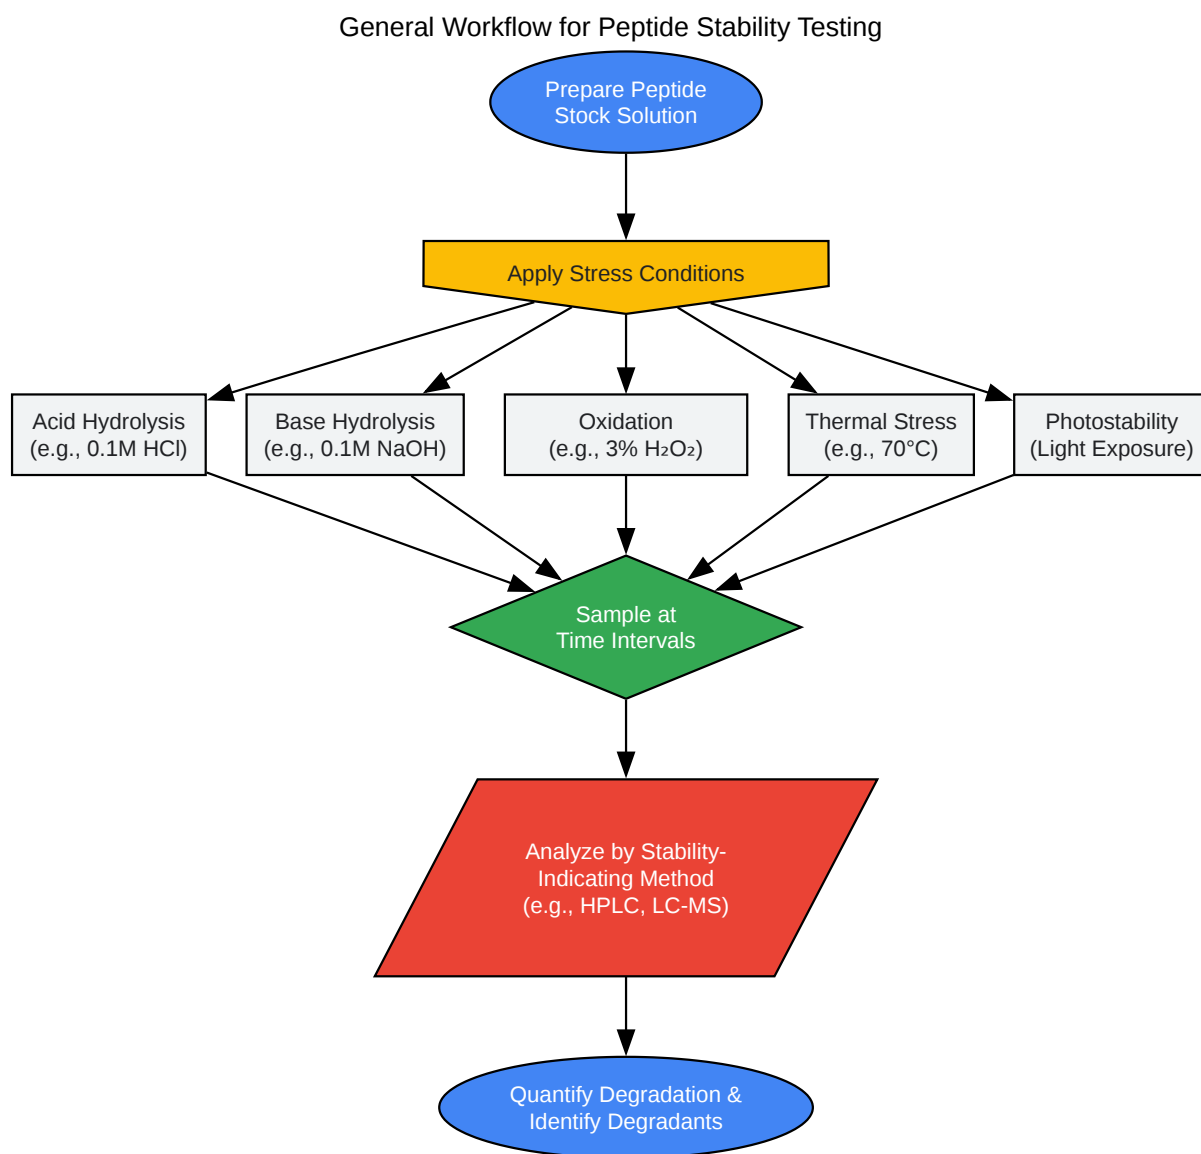 General Workflow for Peptide Stability Testing
Prepare Peptide
Stock Solution
Apply Stress Conditions
Acid Hydrolysis
(e.g., 0.1M HCl)
Base Hydrolysis
(e.g., 0.1M NaOH)
Oxidation
(e.g., 3% H₂O₂)
Thermal Stress
(e.g., 70°C)
Photostability
(Light Exposure)
Sample at
Time Intervals
Analyze by Stability-
Indicating Method
(e.g., HPLC, LC-MS)
Quantify Degradation &
Identify Degradants